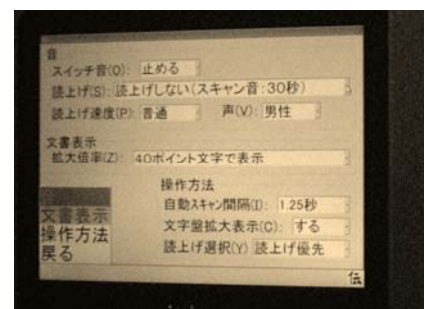 音
スイッチ音(O): 止める
読上げ(S): 読上げしない(スキャン音:30秒)
読上げ速度(P): 普通 声(V): 男性
文書表示
拡大倍率(Z): 40ポイント文字で表示
操作方法
自動スキャン間隔(I): 1.25秒
文字盤拡大表示(C): する
読上げ選択(Y) 読上げ優先
文書表示
操作方法
戻る
伝